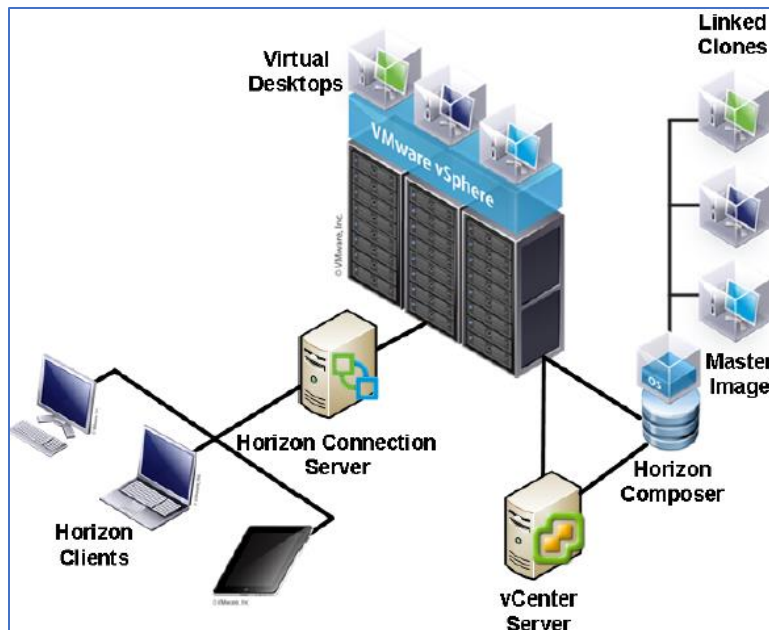 Virtual
Desktops
Linked
Clones
VMware vSphere
© VMware, Inc.
Master
Image
OS
Horizon Connection
Server
Horizon
Composer
Horizon
Clients
vCenter
Server
©VMware, Inc